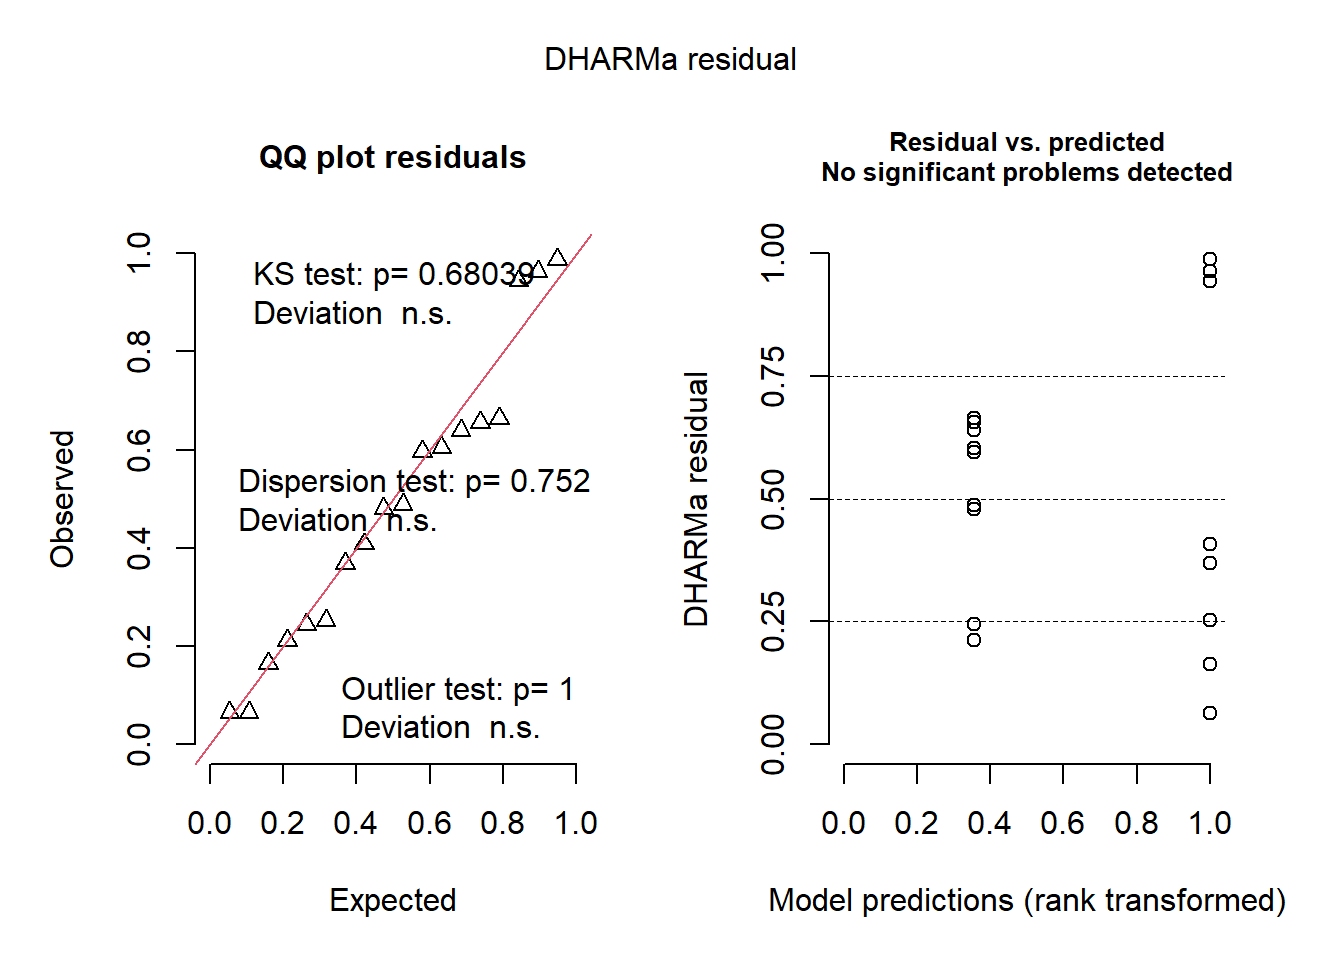 DHARMa residual
QQ plot residuals
KS test: p= 0.68039
Deviation  n.s.
Dispersion test: p= 0.752
Deviation  n.s.
Outlier test: p= 1
Deviation  n.s.
Observed
0.0 0.2 0.4 0.6 0.8 1.0
0.0 0.2 0.4 0.6 0.8 1.0
Expected
Residual vs. predicted
No significant problems detected
DHARMa residual
0.00 0.25 0.50 0.75 1.00
0.0 0.2 0.4 0.6 0.8 1.0
Model predictions (rank transformed)